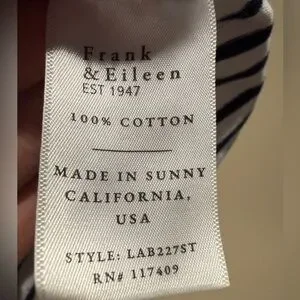 Frank
& Eileen
EST 1947
100% COTTON
MADE IN SUNNY
CALIFORNIA,
USA
STYLE: LAB227ST
RN# 117409